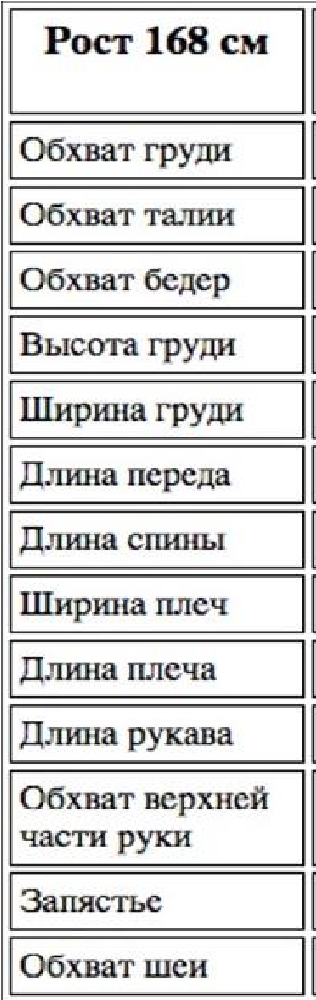 Рост 168 см
Обхват груди
Обхват талии
Обхват бедер
Высота груди
Ширина груди
Длина переда
Длина спины
Ширина плеч
Длина плеча
Длина рукава
Обхват верхней
части руки
Запястье
Обхват шеи